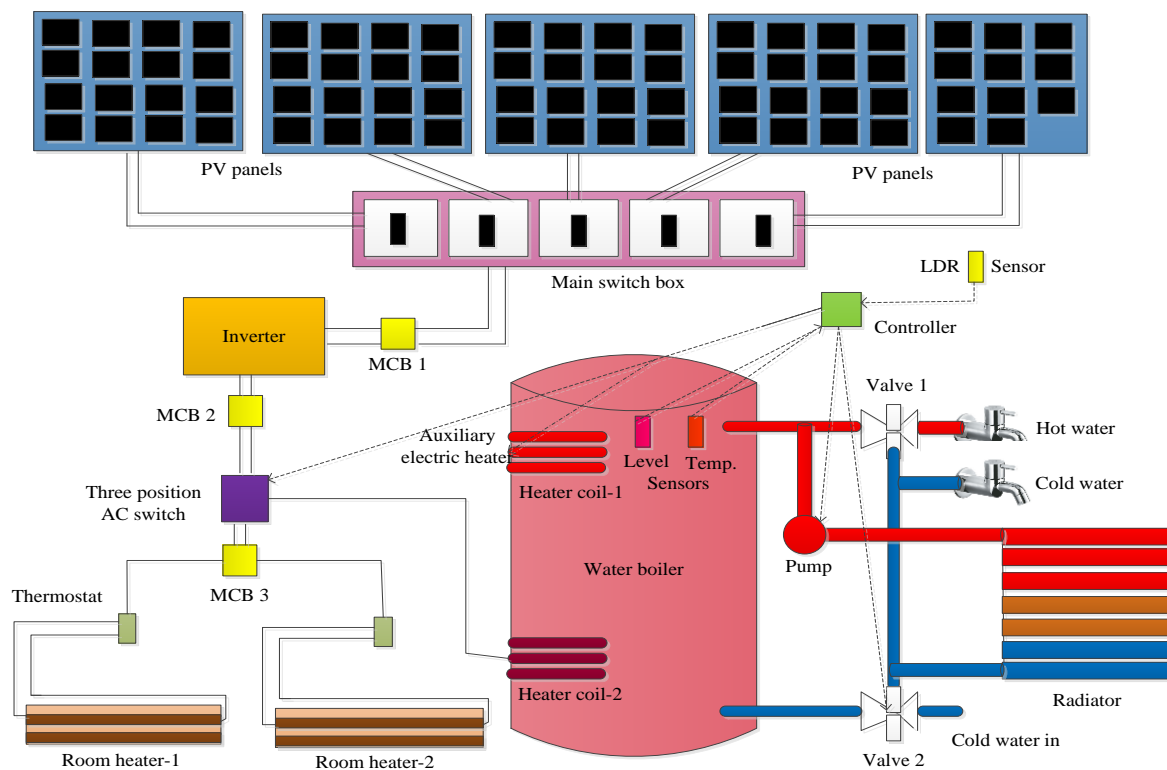 PV panels
PV panels
Main switch box
LDR Sensor
Controller
Inverter
MCB 1
MCB 2
Valve 1
Auxiliary
electric heater
Level Temp.
Sensors
Hot water
Heater coil-1
Cold water
Three position
AC switch
Water boiler
Pump
MCB 3
Thermostat
Heater coil-2
Radiator
Room heater-1
Room heater-2
Valve 2
Cold water in